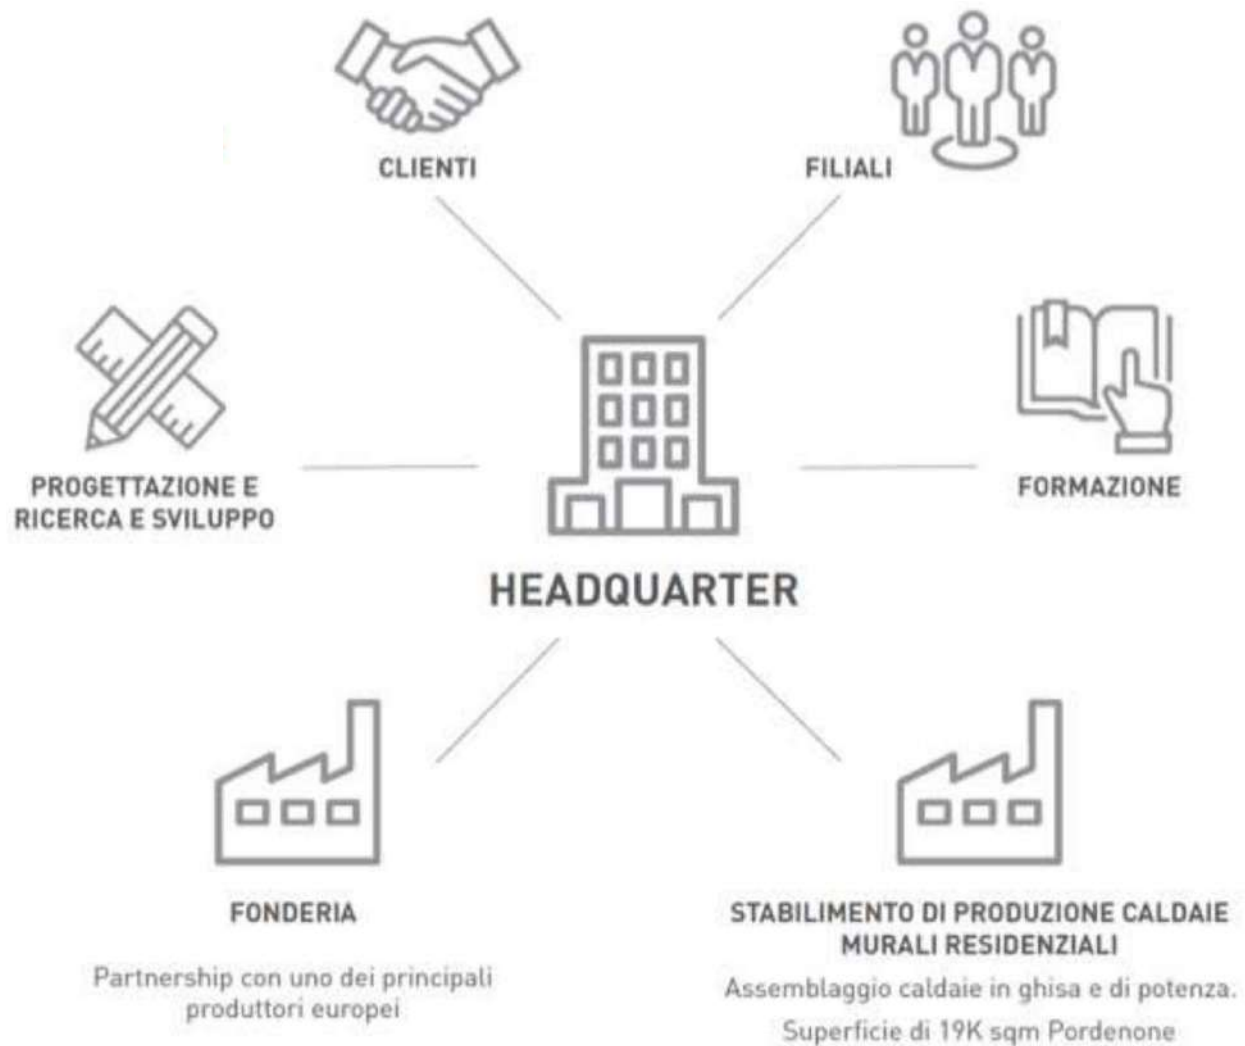 CLIENTI
FILIALI
PROGETTAZIONE E
RICERCA E SVILUPPO
FORMAZIONE
HEADQUARTER
FONDERIA
Partnership con uno dei principali
produttori europei
STABILIMENTO DI PRODUZIONE CALDAIE
MURALI RESIDENZIALI
Assemblaggio caldaie in ghisa e di potenza.
Superficie di 19K sqm Pordenone